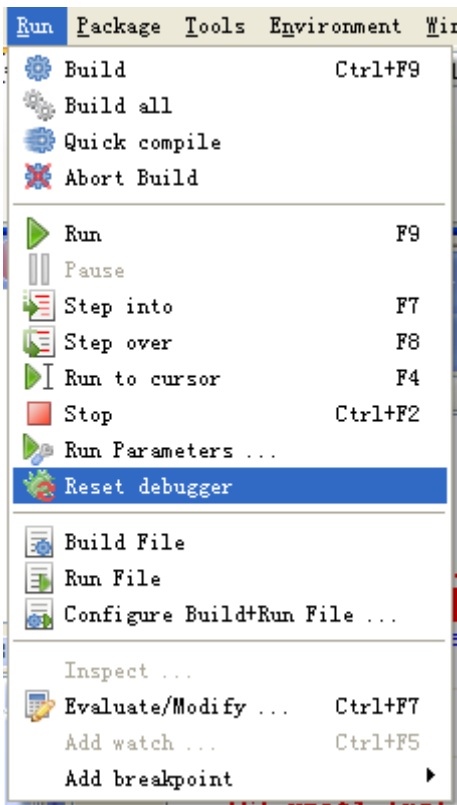 Run Package Tools Environment Win
Build Ctrl+F9
Build all
Quick compile
Abort Build
Run F9
Pause
Step into F7
Step over F8
Run to cursor F4
Stop Ctrl+F2
Run Parameters ...
Reset debugger
Build File
Run File
Configure Build+Run File ...
Inspect ...
Evaluate/Modify ... Ctrl+F7
Add watch ... Ctrl+F5
Add breakpoint